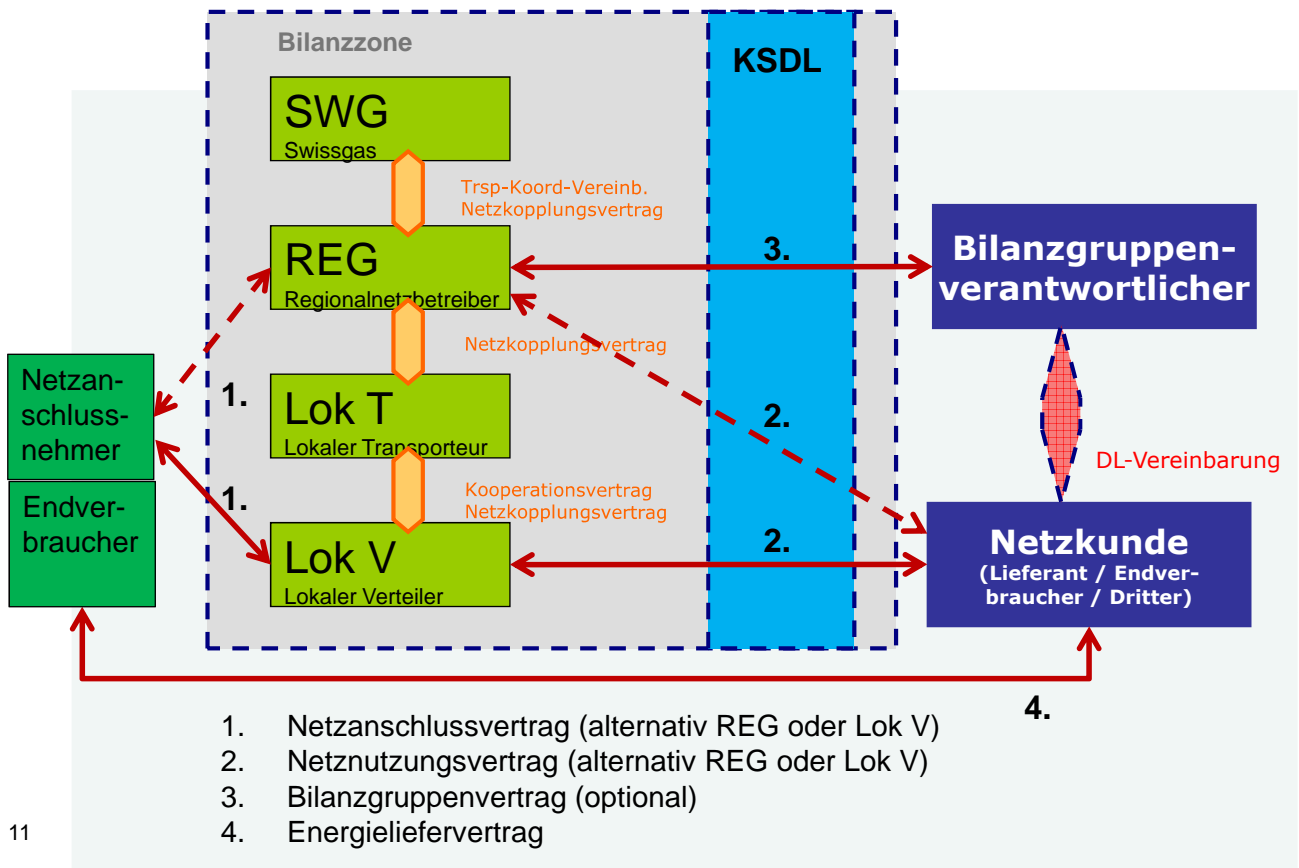 Bilanzzone
KSDL
SWG
Swissgas
Trsp-Koord-Vereinb.
Netzkopplungsvertrag
REG
Regionalnetzbetreiber
3.
Bilanzgruppen-
verantwortlicher
Netzkopplungsvertrag
Netzan-
schluss-
nehmer
1.
Lok T
Lokaler Transporteur
2.
DL-Vereinbarung
Endver-
braucher
1.
Kooperationsvertrag
Netzkopplungsvertrag
Lok V
Lokaler Verteiler
2.
Netzkunde
(Lieferant / Endver-
braucher / Dritter)
4.
1. Netzanschlussvertrag (alternativ REG oder Lok V)
2. Netznutzungsvertrag (alternativ REG oder Lok V)
3. Bilanzgruppenvertrag (optional)
4. Energieliefervertrag
11